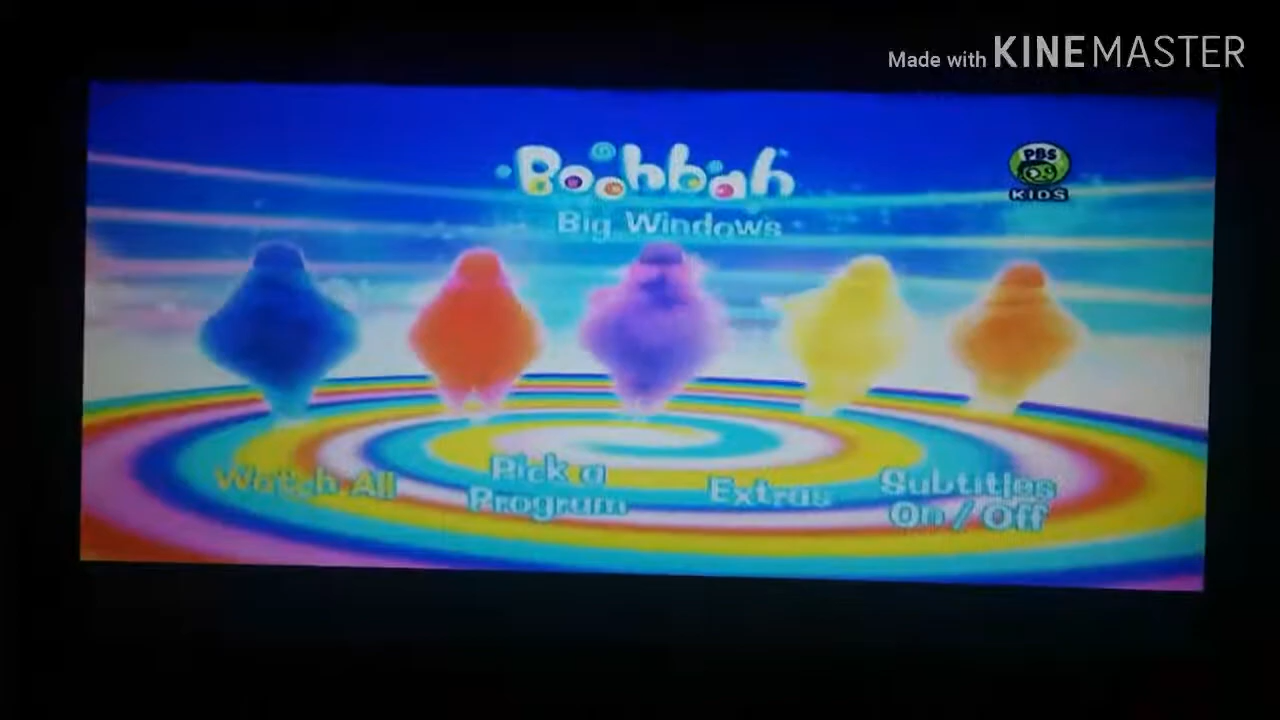 Made with KINEMASTER
Boohbah
PBS
KIDS
Big Windows
Watch All
Pick a
Program
Extras
Subtitles
On / Off